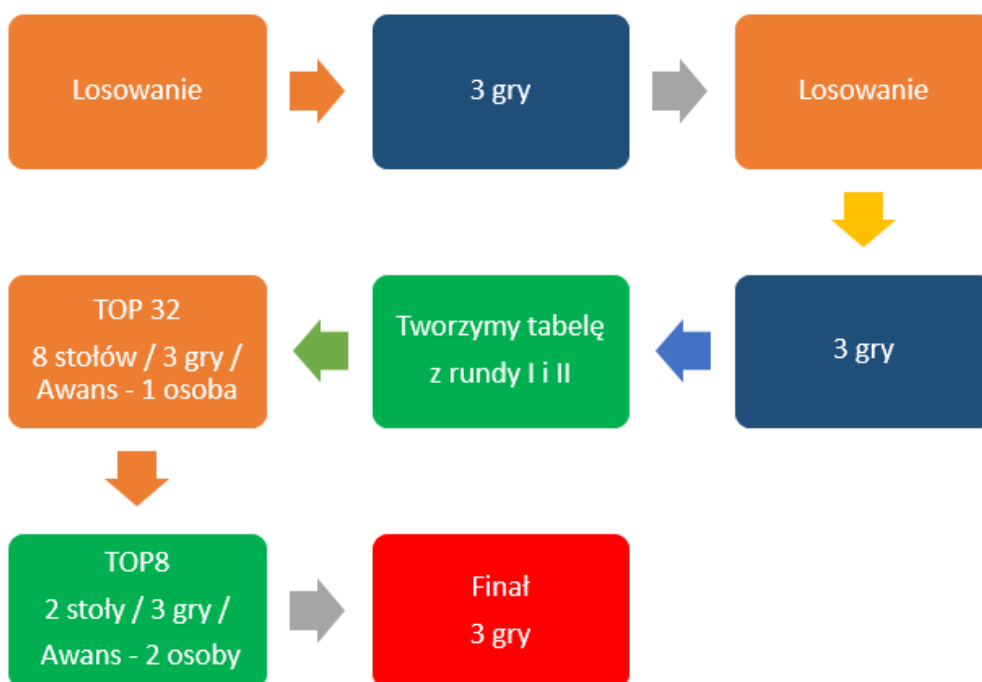 Losowanie
3 gry
Losowanie
3 gry
Tworzymy tabelę
z rundy I i II
TOP 32
8 stołów / 3 gry /
Awans - 1 osoba
TOP8
2 stoły / 3 gry /
Awans - 2 osoby
Finał
3 gry